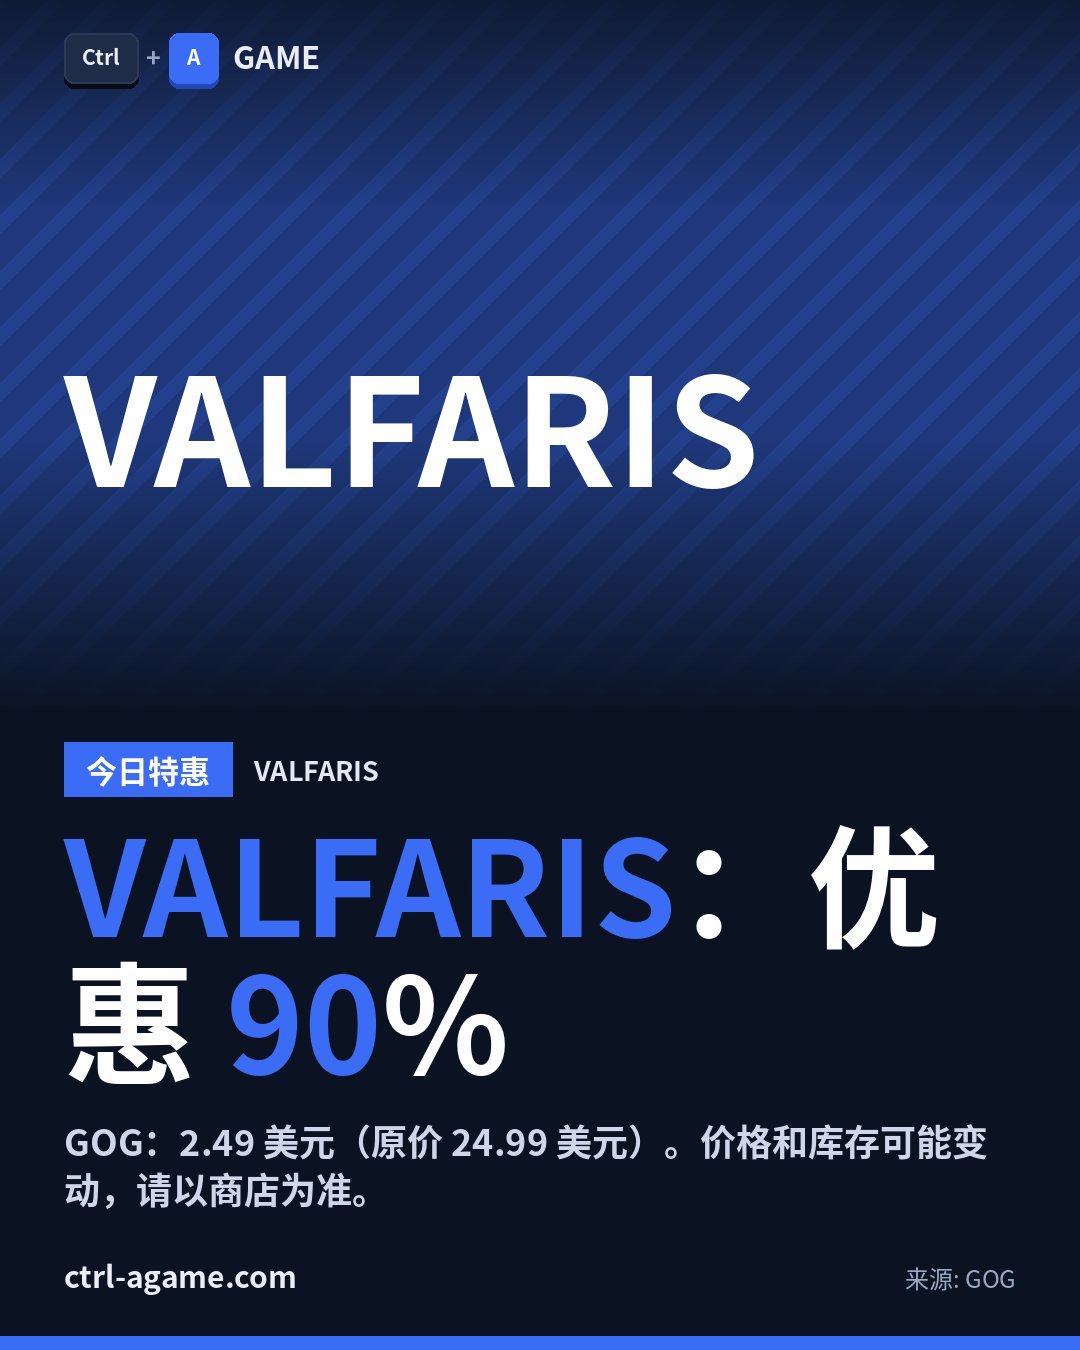 Ctrl + A GAME
VALFARIS
今日特惠 VALFARIS
VALFARIS：优
惠 90%
GOG：2.49 美元（原价 24.99 美元）。价格和库存可能变
动，请以商店为准。
ctrl-agame.com
来源: GOG